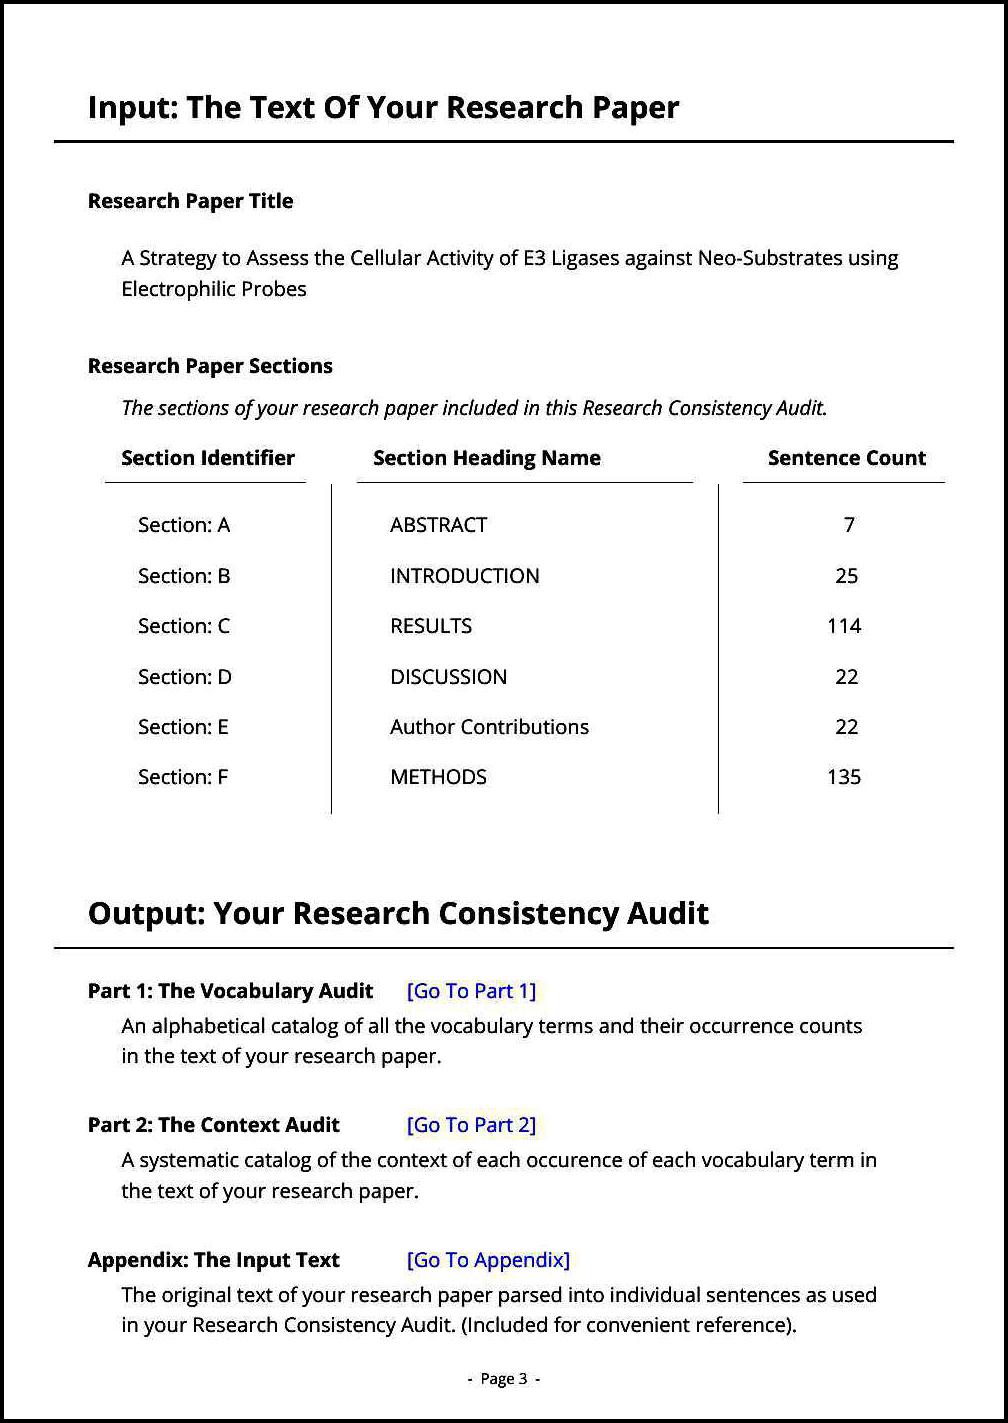 Input: The Text Of Your Research Paper
Research Paper Title
A Strategy to Assess the Cellular Activity of E3 Ligases against Neo-Substrates using
Electrophilic Probes
Research Paper Sections
The sections of your research paper included in this Research Consistency Audit.
Section Identifier Section Heading Name Sentence Count
Section: A ABSTRACT 7
Section: B INTRODUCTION 25
Section: C RESULTS 114
Section: D DISCUSSION 22
Section: E Author Contributions 22
Section: F METHODS 135
Output: Your Research Consistency Audit
Part 1: The Vocabulary Audit [Go To Part 1]
An alphabetical catalog of all the vocabulary terms and their occurrence counts
in the text of your research paper.
Part 2: The Context Audit [Go To Part 2]
A systematic catalog of the context of each occurence of each vocabulary term in
the text of your research paper.
Appendix: The Input Text [Go To Appendix]
The original text of your research paper parsed into individual sentences as used
in your Research Consistency Audit. (Included for convenient reference).
- Page 3 -